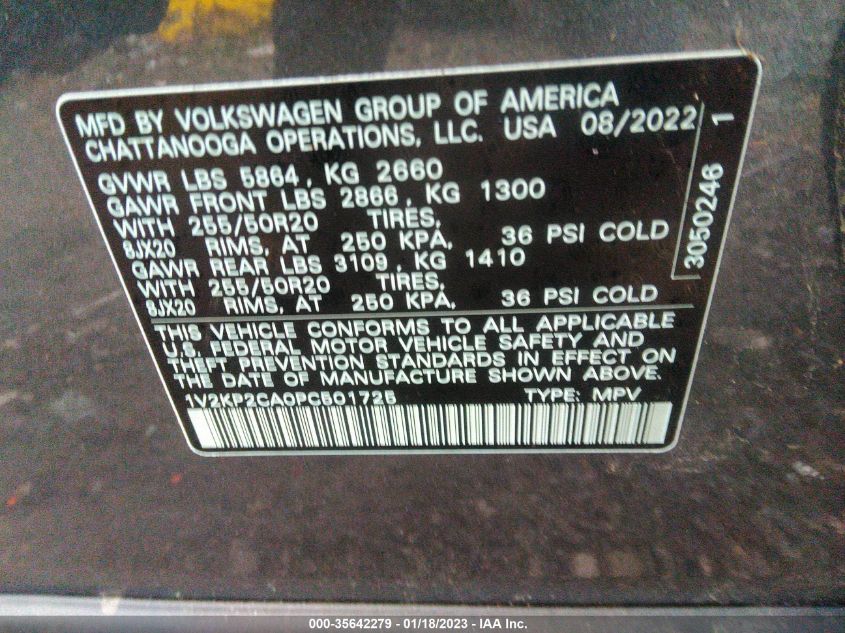 MFD BY VOLKSWAGEN GROUP OF AMERICA
CHATTANOOGA OPERATIONS, LLC. USA 08/2022
GVWR LBS 5864, KG 2660
GAWR FRONT LBS 2866, KG 1300
WITH 255/50R20 TIRES,
8JX20 RIMS, AT 250 KPA, 36 PSI COLD
GAWR REAR LBS 3109, KG 1410
WITH 255/50R20 TIRES,
8JX20 RIMS, AT 250 KPA, 36 PSI COLD
3050246 1
THIS VEHICLE CONFORMS TO ALL APPLICABLE
U.S. FEDERAL MOTOR VEHICLE SAFETY AND
THEFT PREVENTION STANDARDS IN EFFECT ON
THE DATE OF MANUFACTURE SHOWN ABOVE.
1V2KP2CA0PC501725 TYPE: MPV
000-35642279 - 01/18/2023 - IAA Inc.